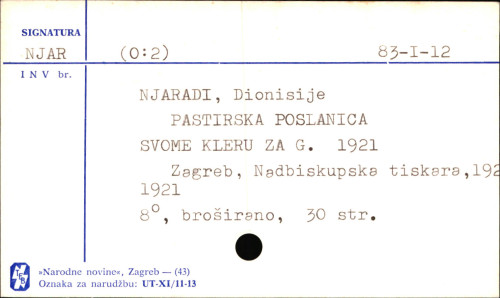 SIGNATURA
NJAR (0:2) 83-I-12
I N V br.
NJARADI, Dionisije
PASTIRSKA POSLANICA
SVOME KLERU ZA G. 1921
Zagreb, Nadbiskupska tiskara,192
1921
8°, broširano, 30 str.
»Narodne novine«, Zagreb — (43)
Oznaka za narudžbu: UT-XI/11-13